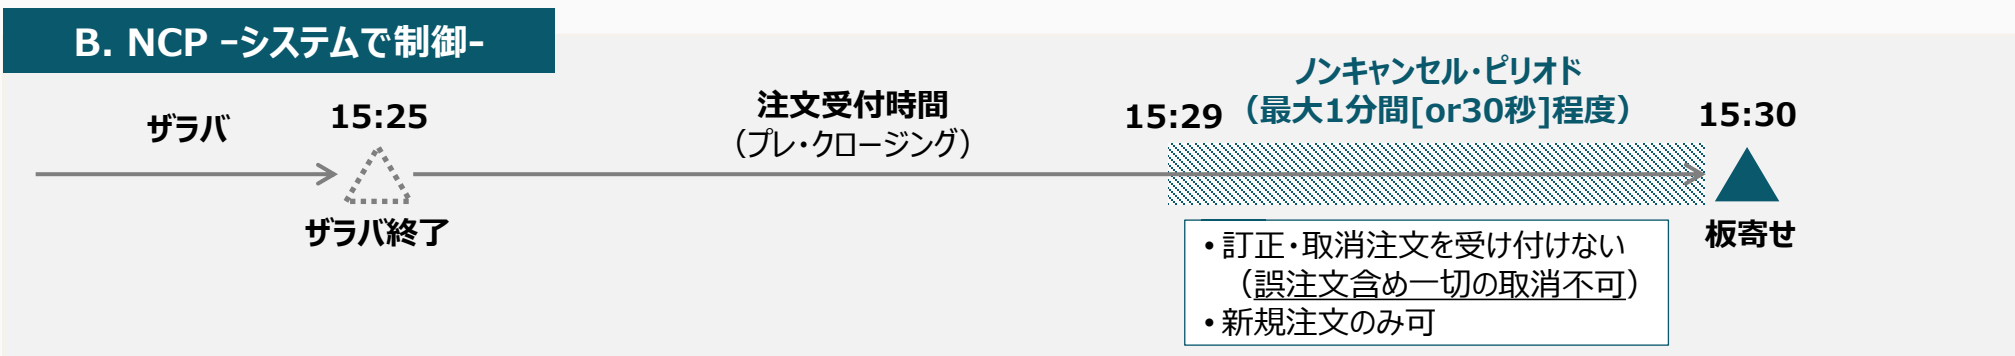 B. NCP –システムで制御-
ザラバ
15:25
ザラバ終了
注文受付時間
（プレ・クロージング）
15:29
ノンキャンセル・ピリオド
（最大1分間[or30秒]程度）
15:30
板寄せ
・訂正・取消注文を受け付けない
（誤注文含め一切の取消不可）
・新規注文のみ可